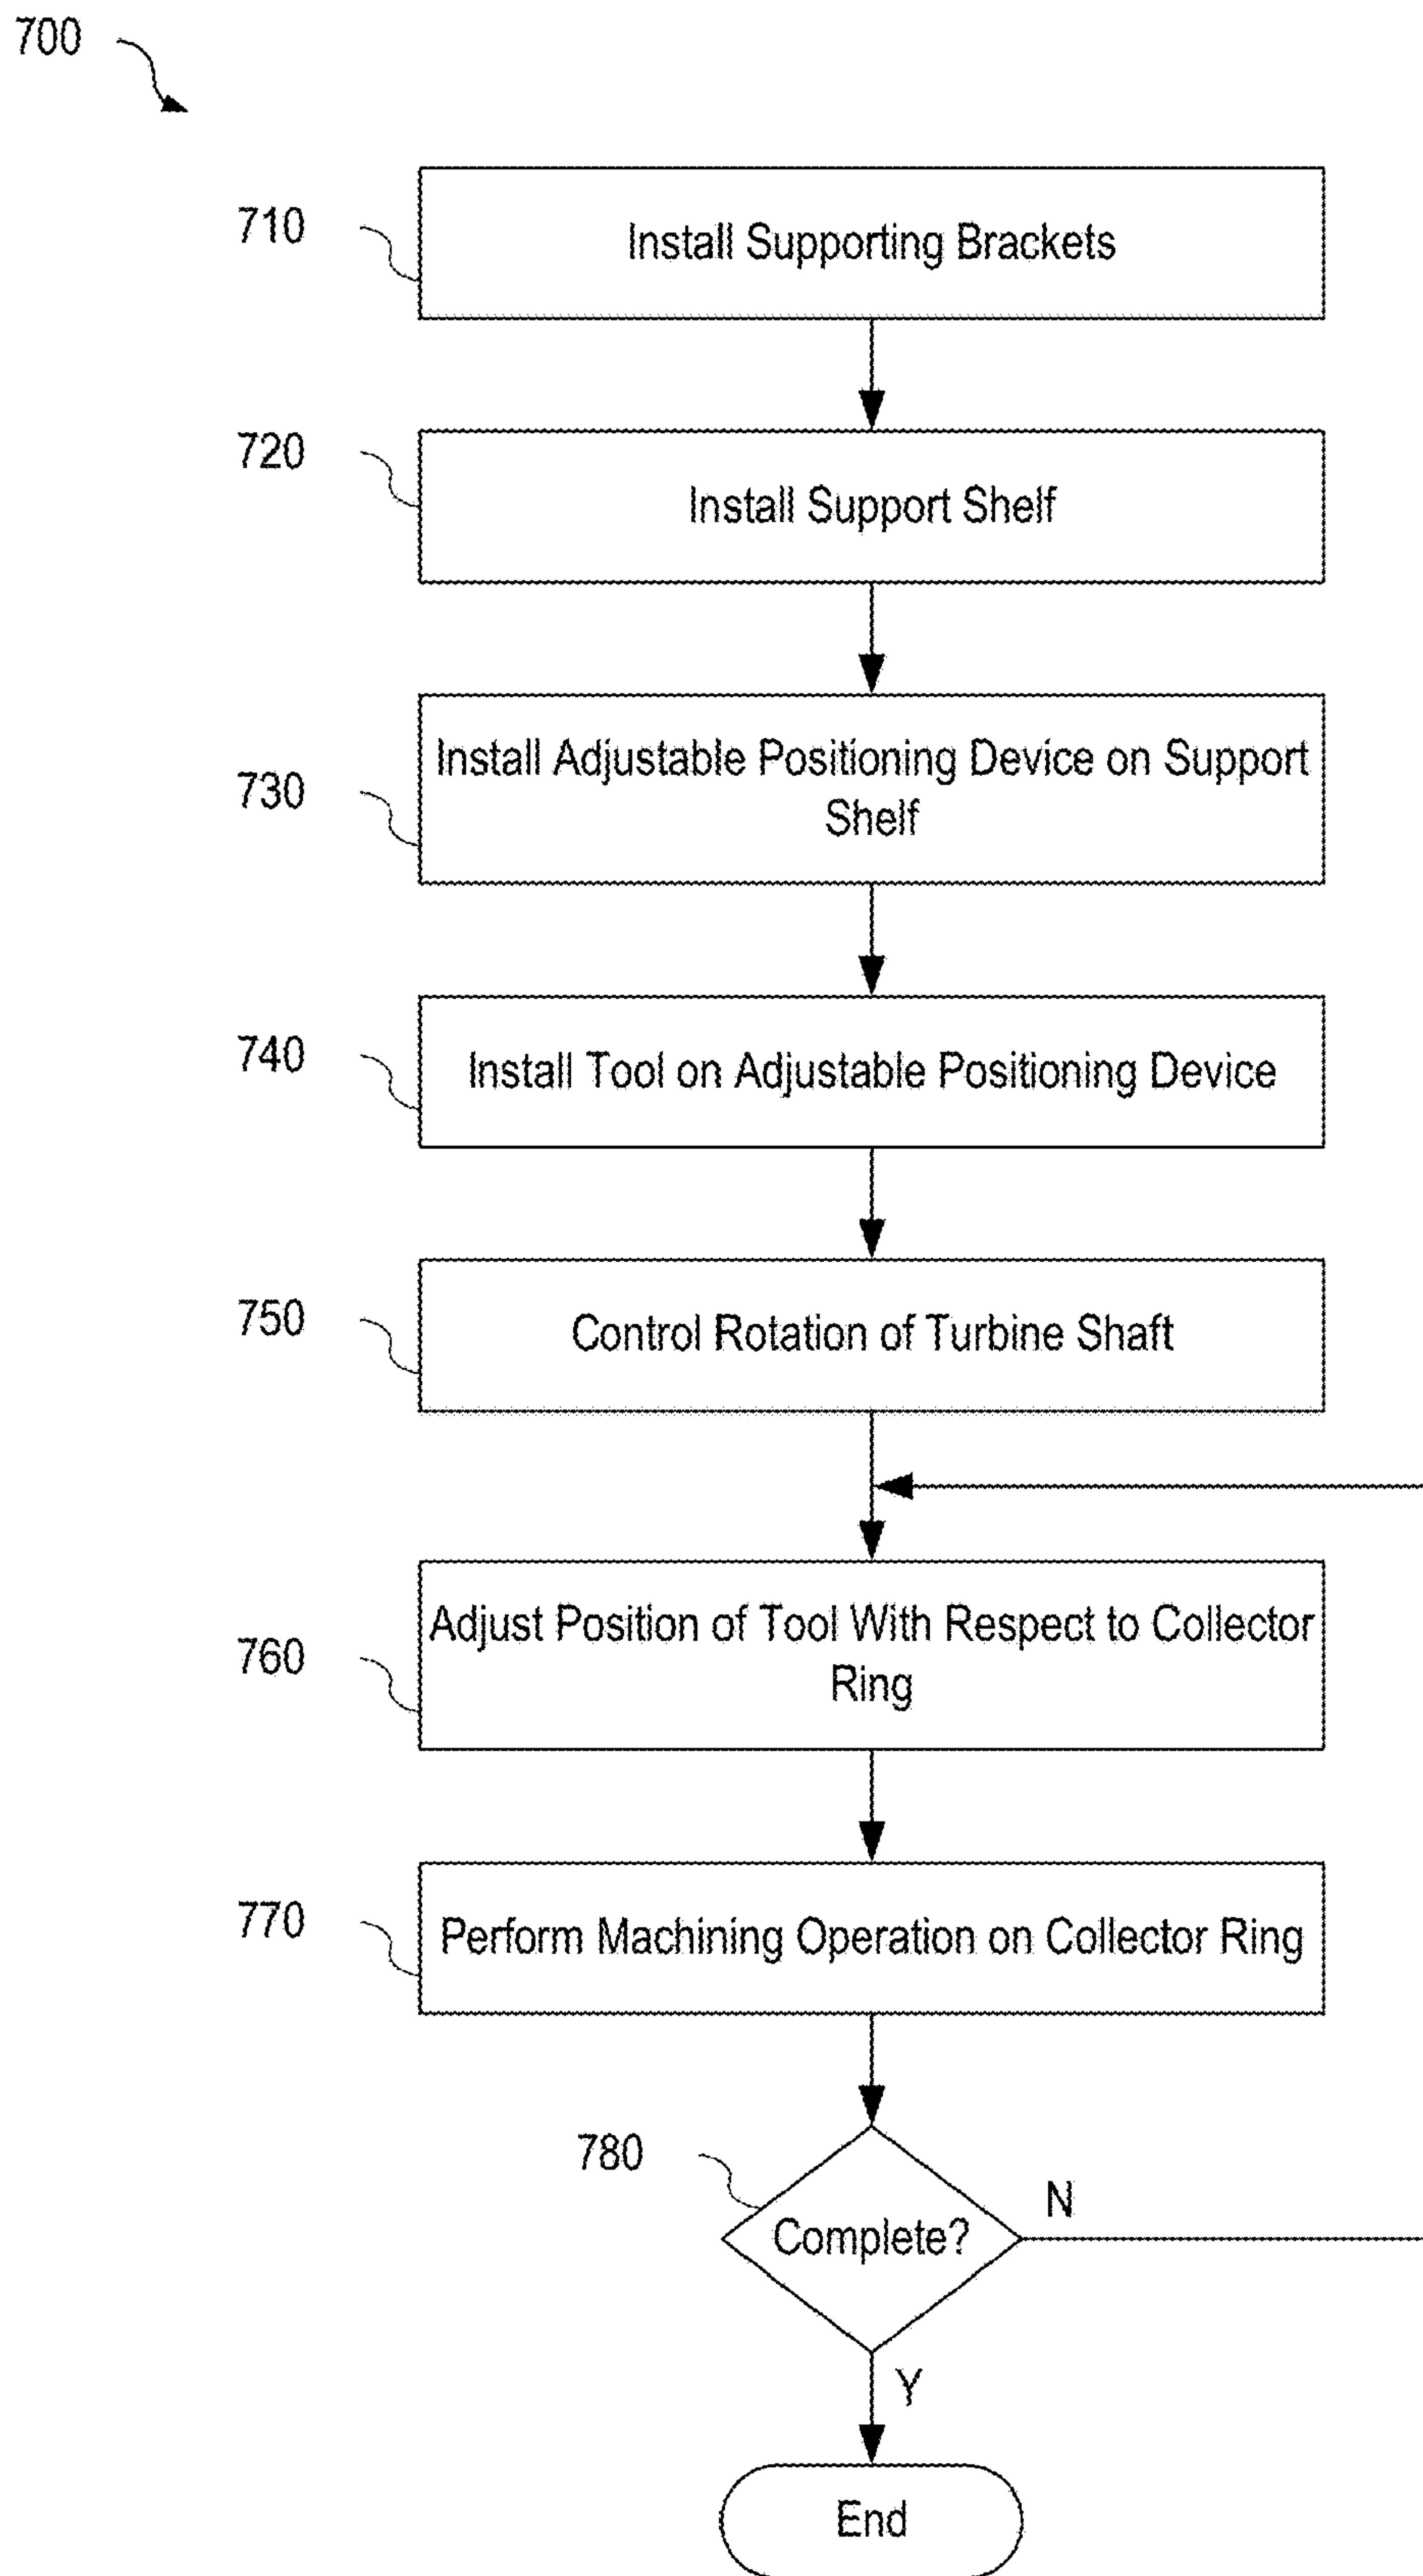 700
710
Install Supporting Brackets
720
Install Support Shelf
730
Install Adjustable Positioning Device on Support
Shelf
740
Install Tool on Adjustable Positioning Device
750
Control Rotation of Turbine Shaft
760
Adjust Position of Tool With Respect to Collector
Ring
770
Perform Machining Operation on Collector Ring
780
Complete?
N
Y
End